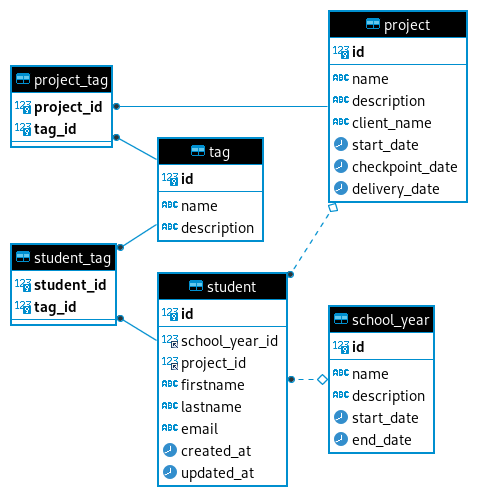 project
id
name
description
client_name
start_date
checkpoint_date
delivery_date
project_tag
project_id
tag_id
tag
id
name
description
student_tag
student_id
tag_id
student
id
school_year_id
project_id
firstname
lastname
email
created_at
updated_at
school_year
id
name
description
start_date
end_date